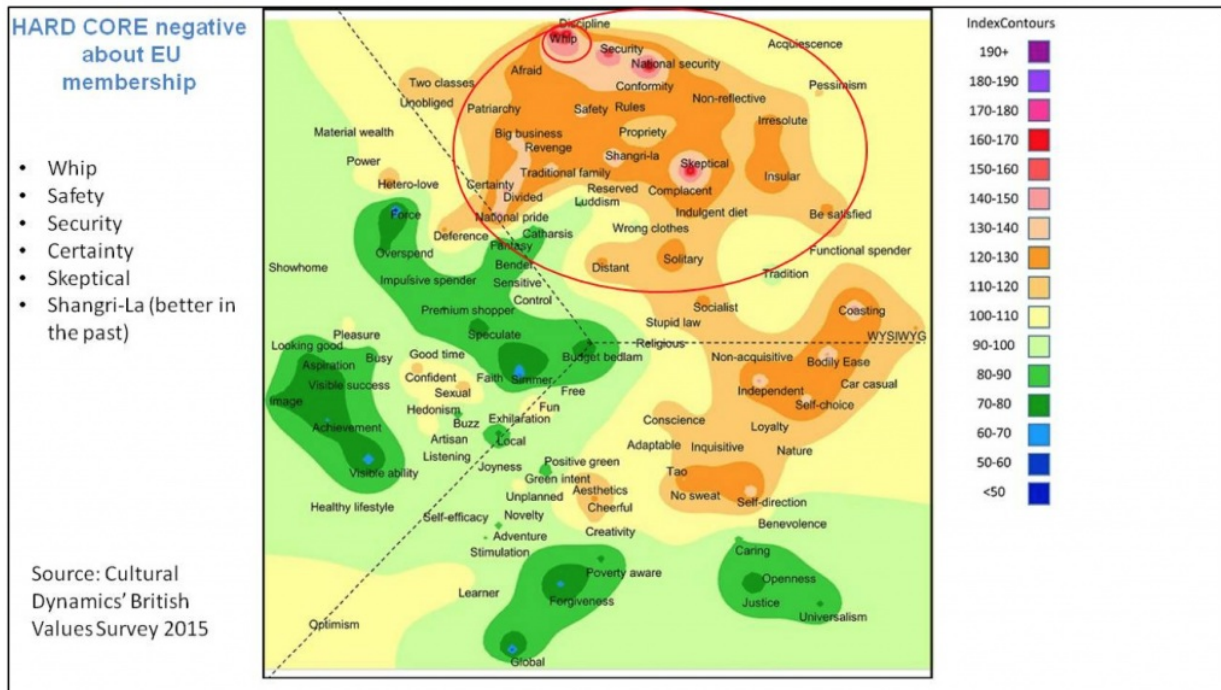 HARD CORE negative
about EU
membership
• Whip
• Safety
• Security
• Certainty
• Skeptical
• Shangri-La (better in
the past)
Source: Cultural
Dynamics' British
Values Survey 2015
Discipline
Whip
Security
Acquiescence
National security
Afraid
Two classes
Conformity
Pessimism
Unobliged
Patriarchy
Safety
Rules
Non-reflective
Irresolute
Material wealth
Big business
Propriety
Revenge
Power
Shangri-la
Skeptical
Traditional family
Hetero-love
Certainty
Reserved
Complacent
Insular
Divided
Luddism
Force
National pride
Indulgent diet
Be satisfied
Deference
Catharsis
Wrong clothes
Fantasy
Overspend
Functional spender
Bender
Distant
Solitary
Showhome
Tradition
Impulsive spender
Sensitive
Control
Premium shopper
Socialist
Coasting
Stupid law
Pleasure
Speculate
WYSIWYG
Looking good
Religious
Busy
Good time
Budget bedlam
Non-acquisitive
Bodily Ease
Aspiration
Confident
Faith
Simmer
Visible success
Sexual
Free
Independent
Car casual
Image
Hedonism
Fun
Self-choice
Achievement
Buzz
Exhilaration
Conscience
Loyalty
Artisan
Local
Adaptable
Inquisitive
Nature
Listening
Visible ability
Joyness
Positive green
Tao
Green intent
Healthy lifestyle
Unplanned
Aesthetics
No sweat
Self-direction
Self-efficacy
Novelty
Cheerful
Adventure
Creativity
Benevolence
Stimulation
Caring
Learner
Poverty aware
Openness
Forgiveness
Justice
Universalism
Optimism
Global
IndexContours
190+
180-190
170-180
160-170
150-160
140-150
130-140
120-130
110-120
100-110
90-100
80-90
70-80
60-70
50-60
<50